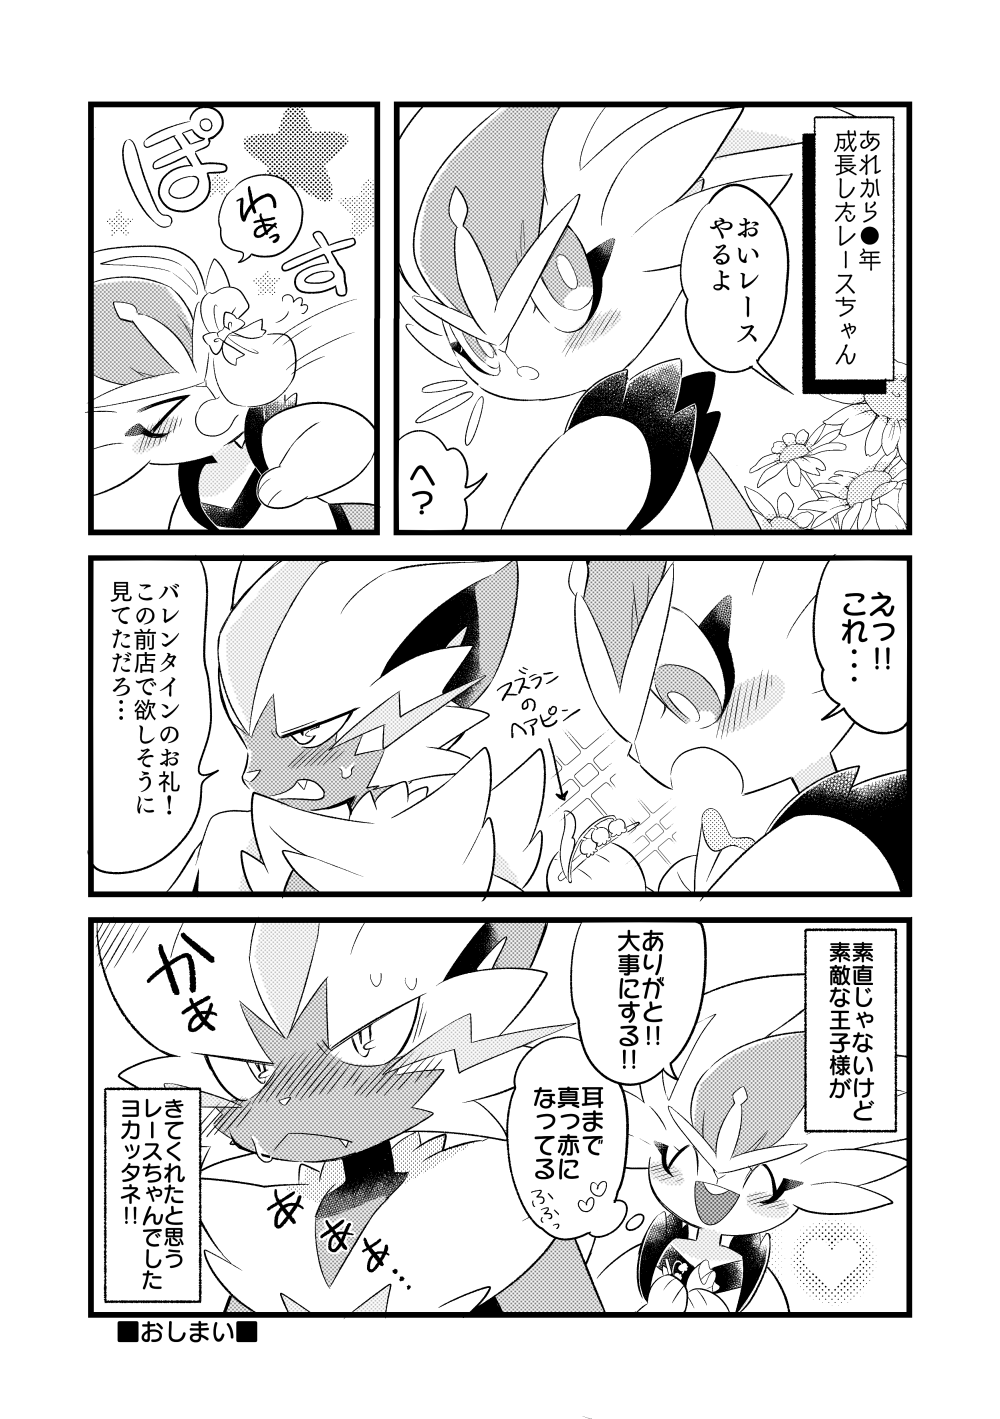 あれから●年
成長したレースちゃん
おいレース
やるよ
へ?
ぽ
す
わぁっ
えっ!!
これ・・・
スズラン
の
ヘアピン
バレンタインのお礼!
この前店で欲しそうに
見てただろ…
素直じゃないけど
素敵な王子様が
ありがと!!
大事にする!!
耳まで
真っ赤に
なってる
ふふっ
かぁ
ぬぬぬ…
きてくれたと思う
レースちゃんでした
ヨカッタネ!!
■おしまい■